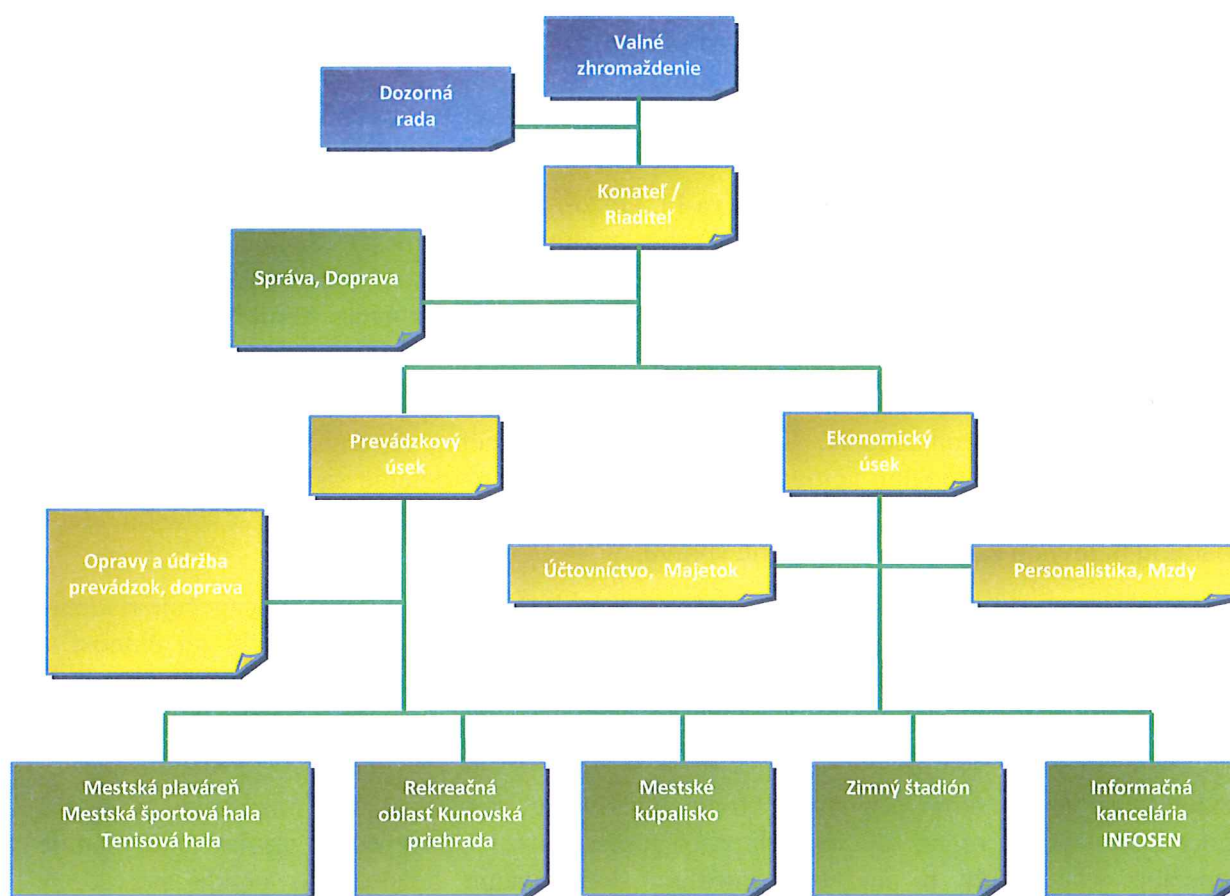 Valné
zhromaždenie
Dozorná
rada
Konateľ /
Riaditeľ
Správa, Doprava
Prevádzkový
úsek
Ekonomický
úsek
Opravy a údržba
prevádzok, doprava
Účtovníctvo, Majetok
Personalistika, Mzdy
Mestská plaváreň
Mestská športová hala
Tenisová hala
Rekreačná
oblasť Kunovská
priehrada
Mestské
kúpalisko
Zimný štadión
Informačná
kancelária
INFOSEN